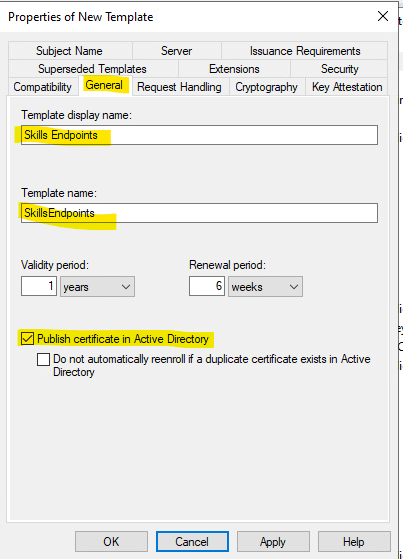 Properties of New Template
Subject Name Server Issuance Requirements
Superseded Templates Extensions Security
Compatibility General Request Handling Cryptography Key Attestation
Template display name:
Skills Endpoints
Template name:
SkillsEndpoints
Validity period: Renewal period:
1 years 6 weeks
Publish certificate in Active Directory
Do not automatically reenroll if a duplicate certificate exists in Active
Directory
OK Cancel Apply Help